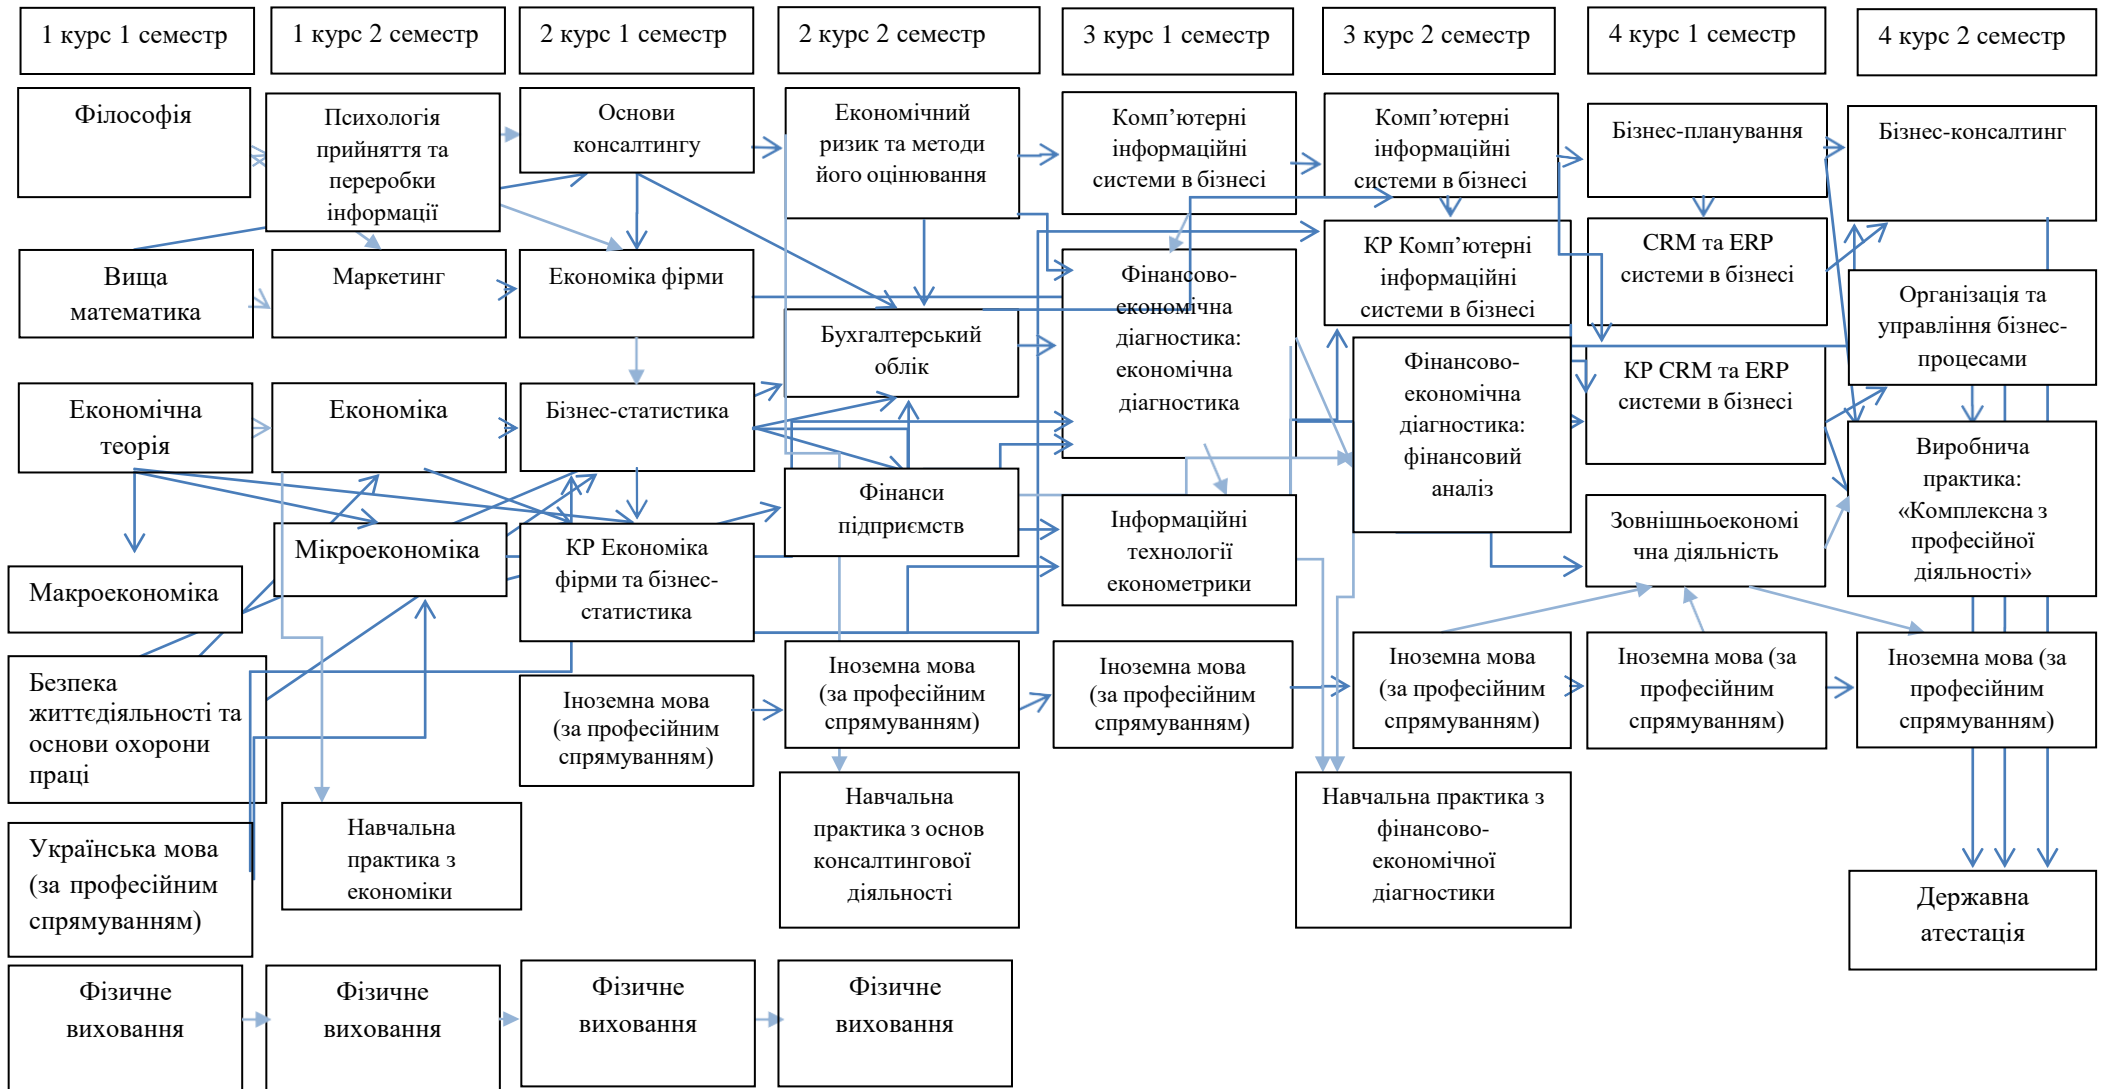 1 курс 1 семестр
1 курс 2 семестр
2 курс 1 семестр
2 курс 2 семестр
3 курс 1 семестр
3 курс 2 семестр
4 курс 1 семестр
4 курс 2 семестр
Філософія
Вища
математика
Економічна
теорія
Макроекономіка
Безпека
життєдіяльності та
основи охорони
праці
Українська мова
(за професійним
спрямуванням)
Фізичне
виховання
Психологія
прийняття та
переробки
інформації
Маркетинг
Економіка
Мікроекономіка
Навчальна
практика з
економіки
Фізичне
виховання
Основи
консалтингу
Економіка фірми
Бізнес-статистика
КР Економіка
фірми та бізнес-
статистика
Іноземна мова
(за професійним
спрямуванням)
Фізичне
виховання
Економічний
ризик та методи
його оцінювання
Бухгалтерський
облік
Фінанси
підприємств
Іноземна мова
(за професійним
спрямуванням)
Навчальна
практика з основ
консалтингової
діяльності
Фізичне
виховання
Комп’ютерні
інформаційні
системи в бізнесі
Фінансово-
економічна
діагностика:
економічна
діагностика
Інформаційні
технології
економетрики
Іноземна мова
(за професійним
спрямуванням)
Комп’ютерні
інформаційні
системи в бізнесі
КР Комп’ютерні
інформаційні
системи в бізнесі
Фінансово-
економічна
діагностика:
фінансовий
аналіз
Іноземна мова
(за професійним
спрямуванням)
Навчальна практика з
фінансово-
економічної
діагностики
Бізнес-планування
CRM та ERP
системи в бізнесі
КР CRM та ERP
системи в бізнесі
Зовнішньоекономі
чна діяльність
Іноземна мова (за
професійним
спрямуванням)
Бізнес-консалтинг
Організація та
управління бізнес-
процесами
Виробнича
практика:
«Комплексна з
професійної
діяльності»
Іноземна мова (за
професійним
спрямуванням)
Державна
атестація